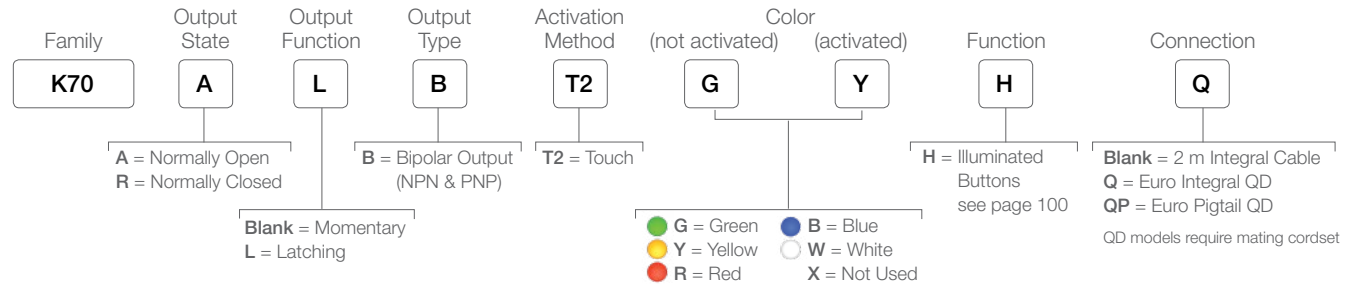 Family
Output State
Output Function
Output Type
Activation Method
Color
(not activated)
(activated)
Function
Connection
K70
A
L
B
T2
G
Y
H
Q
A = Normally Open
R = Normally Closed
Blank = Momentary
L = Latching
B = Bipolar Output
(NPN & PNP)
T2 = Touch
G = Green
Y = Yellow
R = Red
B = Blue
W = White
X = Not Used
H = Illuminated
Buttons
see page 100
Blank = 2 m Integral Cable
Q = Euro Integral QD
QP = Euro Pigtail QD
QD models require mating cordset